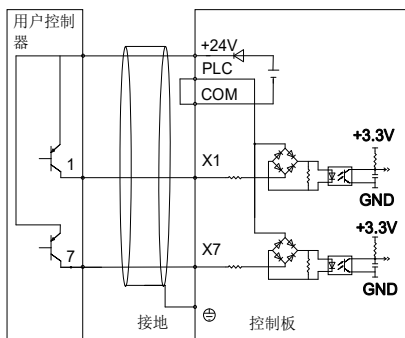 用户控制
器
+24V
PLC
COM
1
X1
+3.3V
GND
7
X7
+3.3V
GND
接地
控制板